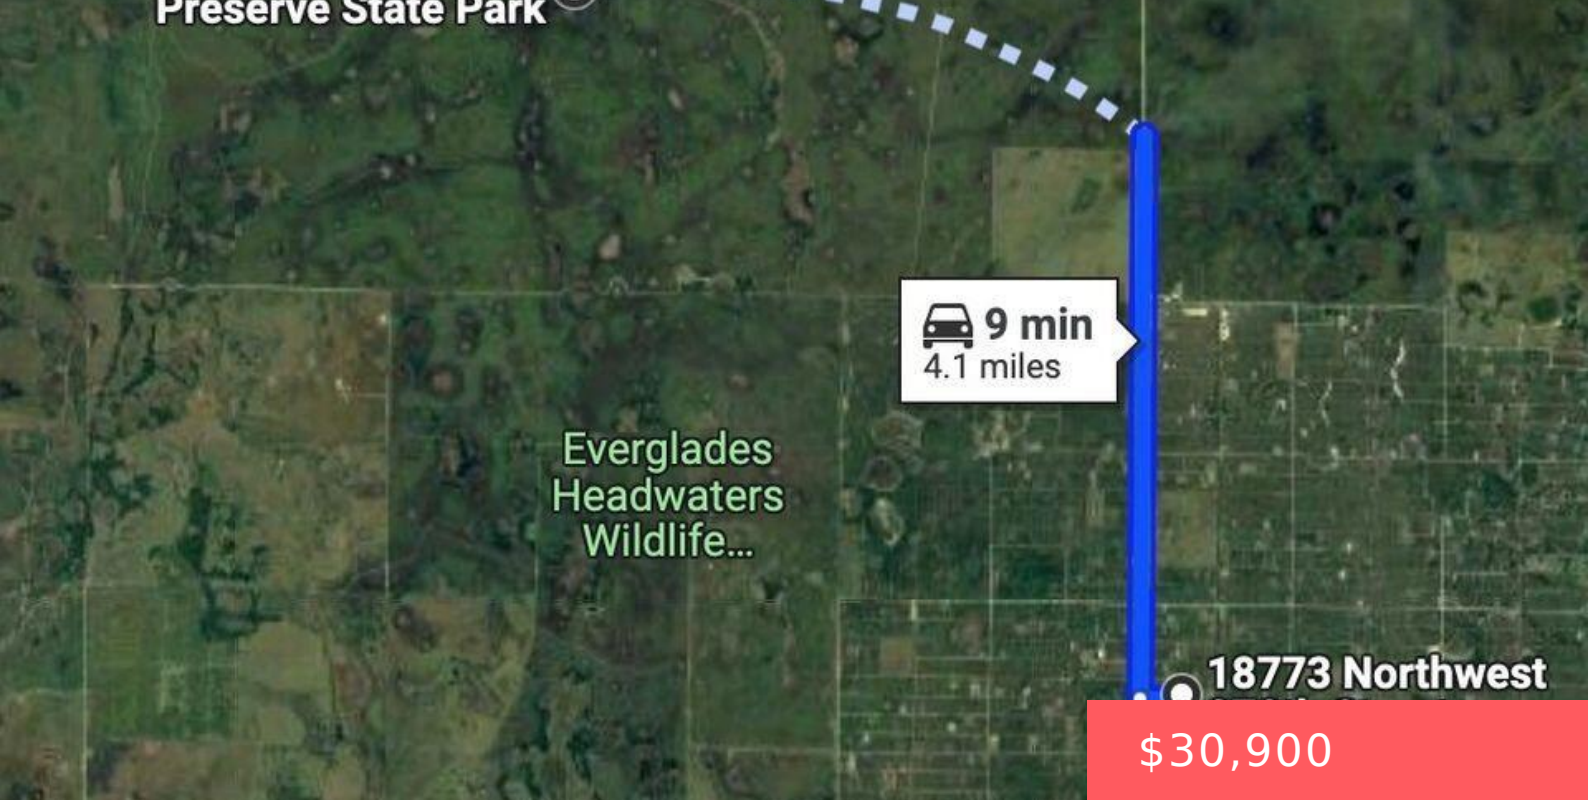 Preserve State Park
9 min
4.1 miles
Everglades
Headwaters
Wildlife...
18773 Northwest
$30,900